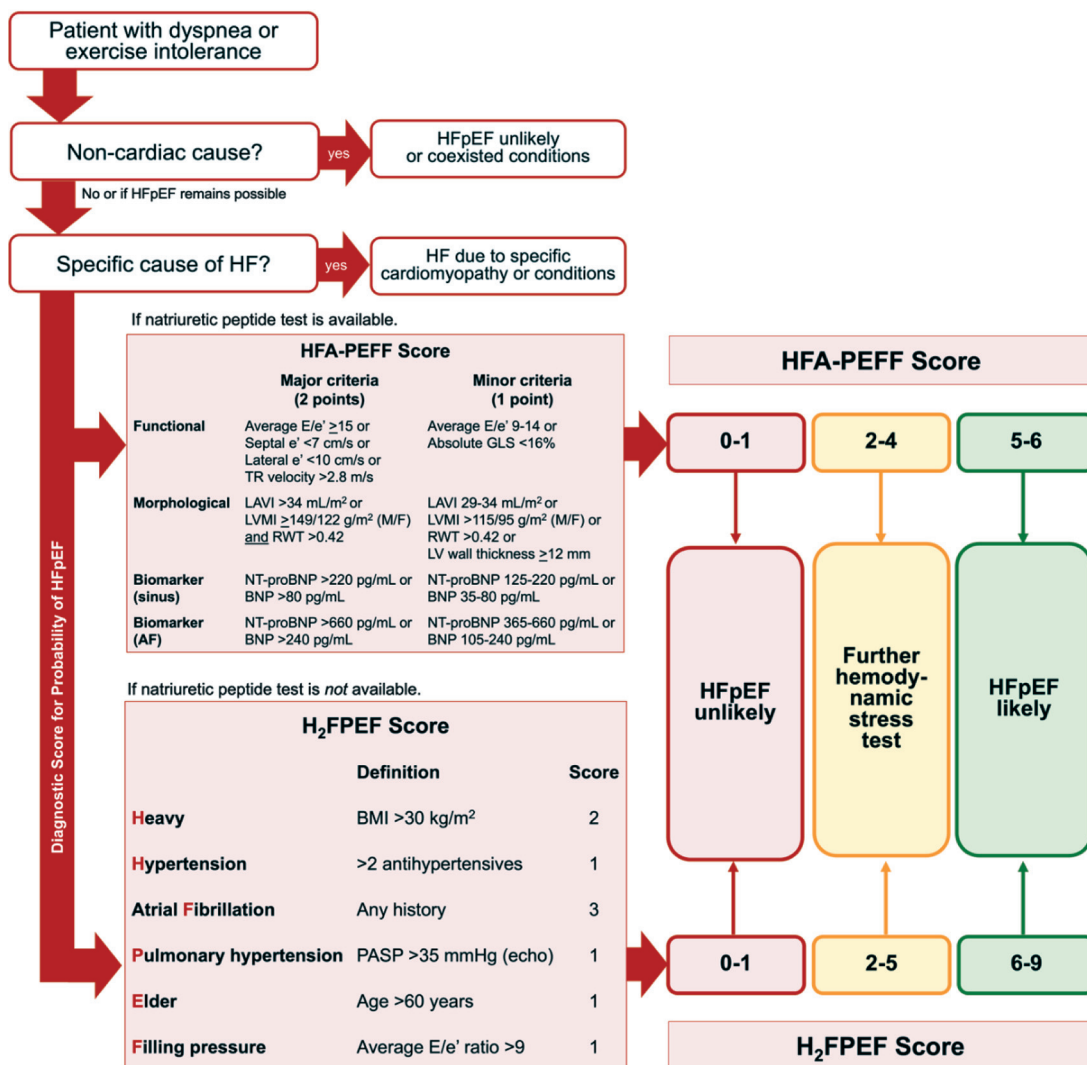 Patient with dyspnea or
exercise intolerance
Non-cardiac cause?
yes
HFpEF unlikely
or coexisted conditions
No or if HFpEF remains possible
Specific cause of HF?
yes
HF due to specific
cardiomyopathy or conditions
Diagnostic Score for Probability of HFpEF
If natriuretic peptide test is available.
HFA-PEFF Score
Major criteria
(2 points)
Minor criteria
(1 point)
Functional
Average E/e' ≥15 or
Septal e' <7 cm/s or
Lateral e' <10 cm/s or
TR velocity >2.8 m/s
Average E/e' 9-14 or
Absolute GLS <16%
Morphological
LAVI >34 mL/m² or
LVMI ≥149/122 g/m² (M/F)
and RWT >0.42
LAVI 29-34 mL/m² or
LVMI >115/95 g/m² (M/F) or
RWT >0.42 or
LV wall thickness ≥12 mm
Biomarker
(sinus)
NT-proBNP >220 pg/mL or
BNP >80 pg/mL
NT-proBNP 125-220 pg/mL or
BNP 35-80 pg/mL
Biomarker
(AF)
NT-proBNP >660 pg/mL or
BNP >240 pg/mL
NT-proBNP 365-660 pg/mL or
BNP 105-240 pg/mL
If natriuretic peptide test is not available.
H₂FPEF Score
Definition Score
Heavy BMI >30 kg/m² 2
Hypertension >2 antihypertensives 1
Atrial Fibrillation Any history 3
Pulmonary hypertension PASP >35 mmHg (echo) 1
Elder Age >60 years 1
Filling pressure Average E/e' ratio >9 1
HFA-PEFF Score
0-1
2-4
5-6
HFpEF
unlikely
Further
hemody-
namic
stress
test
HFpEF
likely
0-1
2-5
6-9
H₂FPEF Score